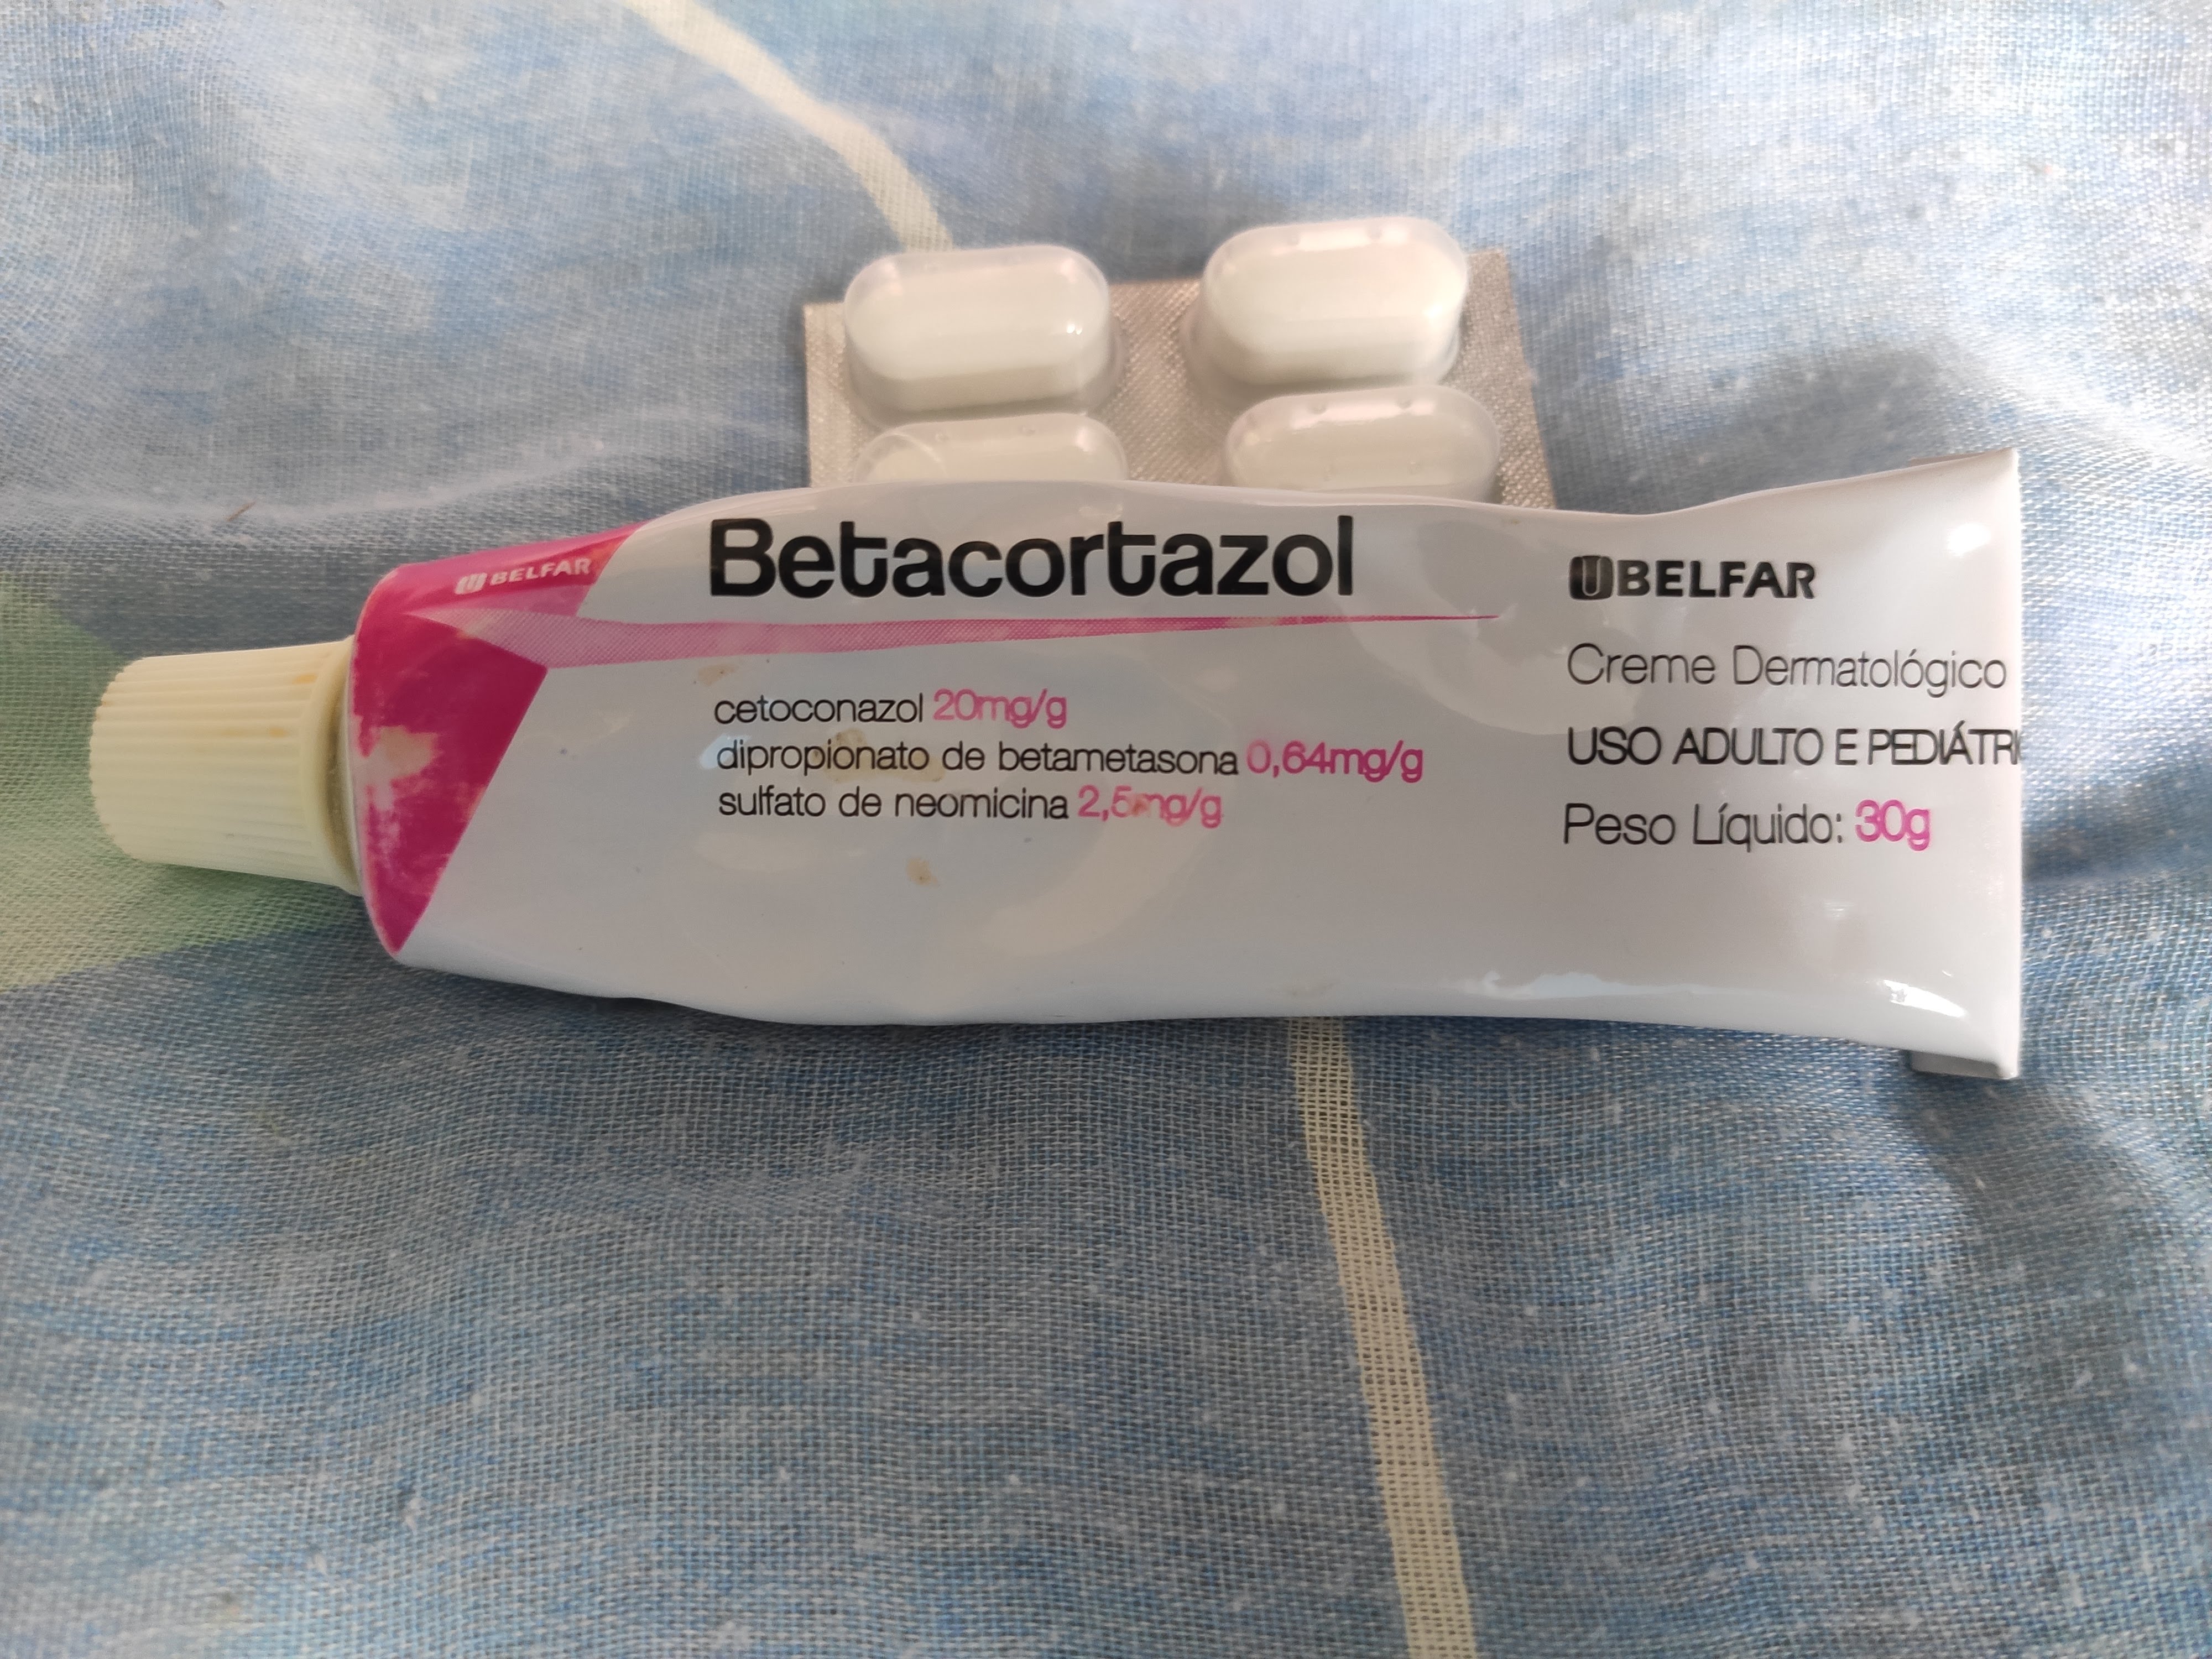 BELFAR
Betacortazol
cetoconazol 20mg/g
dipropionato de betametasona 0,64mg/g
sulfato de neomicina 2,5mg/g
BELFAR
Creme Dermatológico
USO ADULTO E PEDIÁTRI
Peso Líquido: 30g